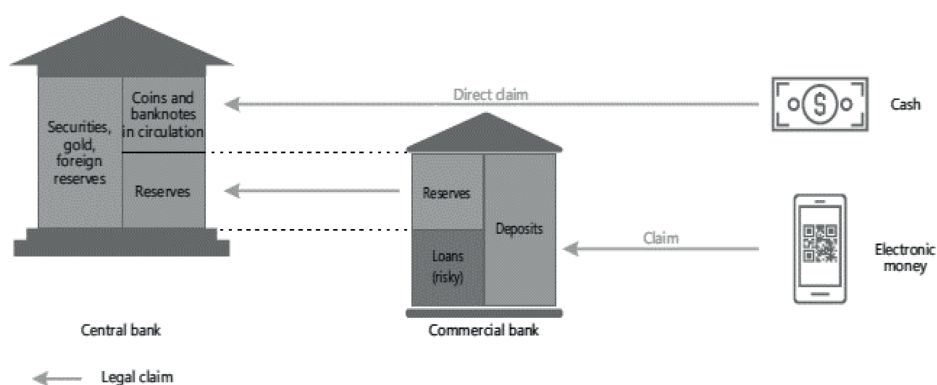 Securities,
gold,
foreign
reserves
Coins and
banknotes
in circulation
Reserves
Direct claim
$
Cash
Reserves
Deposits
Loans
(risky)
Claim
Electronic
money
Central bank
Commercial bank
Legal claim